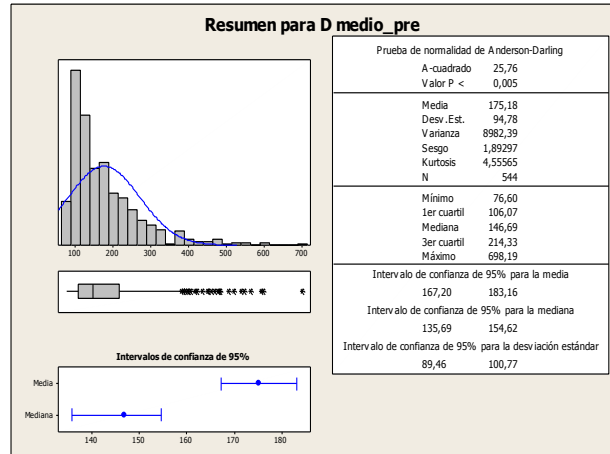 Resumen para D medio_pre
100 200 300 400 500 600 700
Intervalos de confianza de 95%
Media
Mediana
140 150 160 170 180
Prueba de normalidad de Anderson-Darling
A-cuadrado 25,76
Valor P < 0,005
Media 175,18
Desv.Est. 94,78
Varianza 8982,39
Sesgo 1,89297
Kurtosis 4,55565
N 544
Mínimo 76,60
1er cuartil 106,07
Mediana 146,69
3er cuartil 214,33
Máximo 698,19
Intervalo de confianza de 95% para la media
167,20 183,16
Intervalo de confianza de 95% para la mediana
135,69 154,62
Intervalo de confianza de 95% para la desviación estándar
89,46 100,77